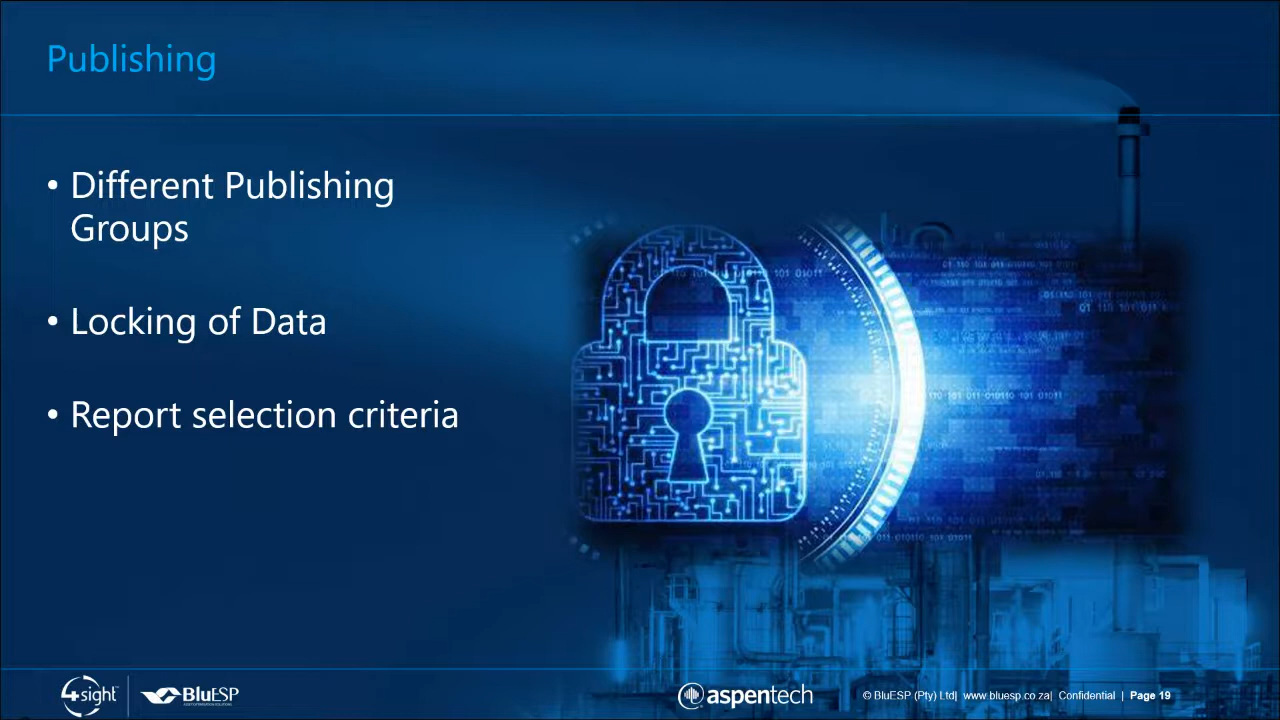 Publishing
• Different Publishing
Groups
• Locking of Data
• Report selection criteria
4sight
BLUESP
aspentech
© BluESP (Pty) Ltd| www.bluesp.co.za| Confidential | Page 19